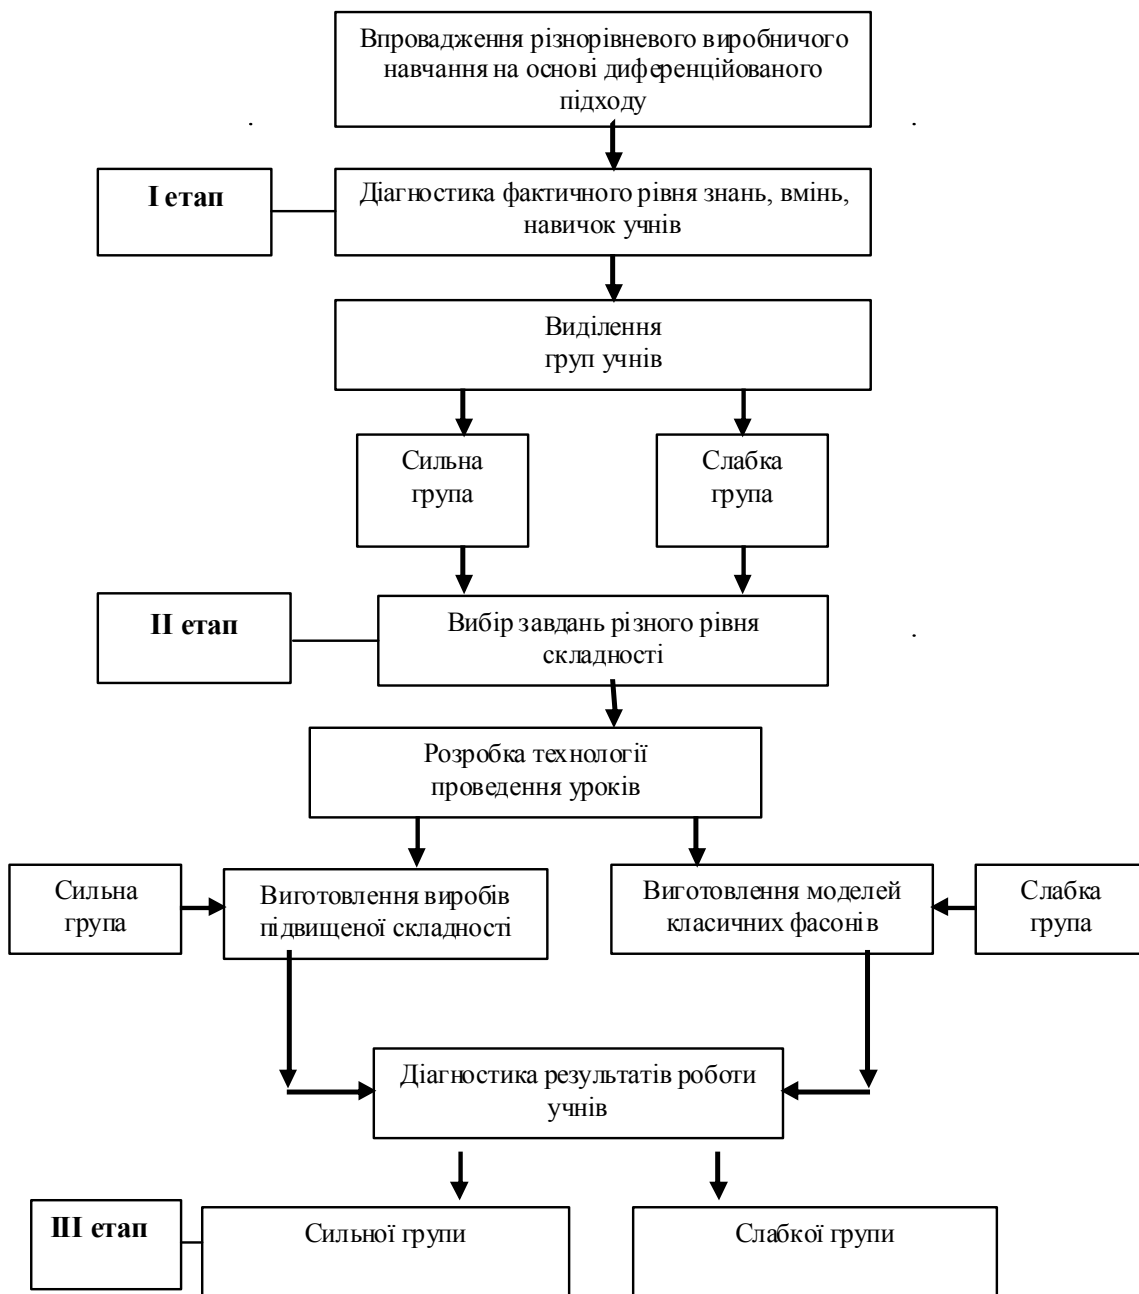 Впровадження різнорівневого виробничого
навчання на основі диференційованого
підходу
І етап
Діагностика фактичного рівня знань, вмінь,
навичок учнів
Виділення
груп учнів
Сильна
група
Слабка
група
ІІ етап
Вибір завдань різного рівня
складності
Розробка технології
проведення уроків
Сильна
група
Виготовлення виробів
підвищеної складності
Виготовлення моделей
класичних фасонів
Слабка
група
Діагностика результатів роботи
учнів
ІІІ етап
Сильної групи
Слабкої групи